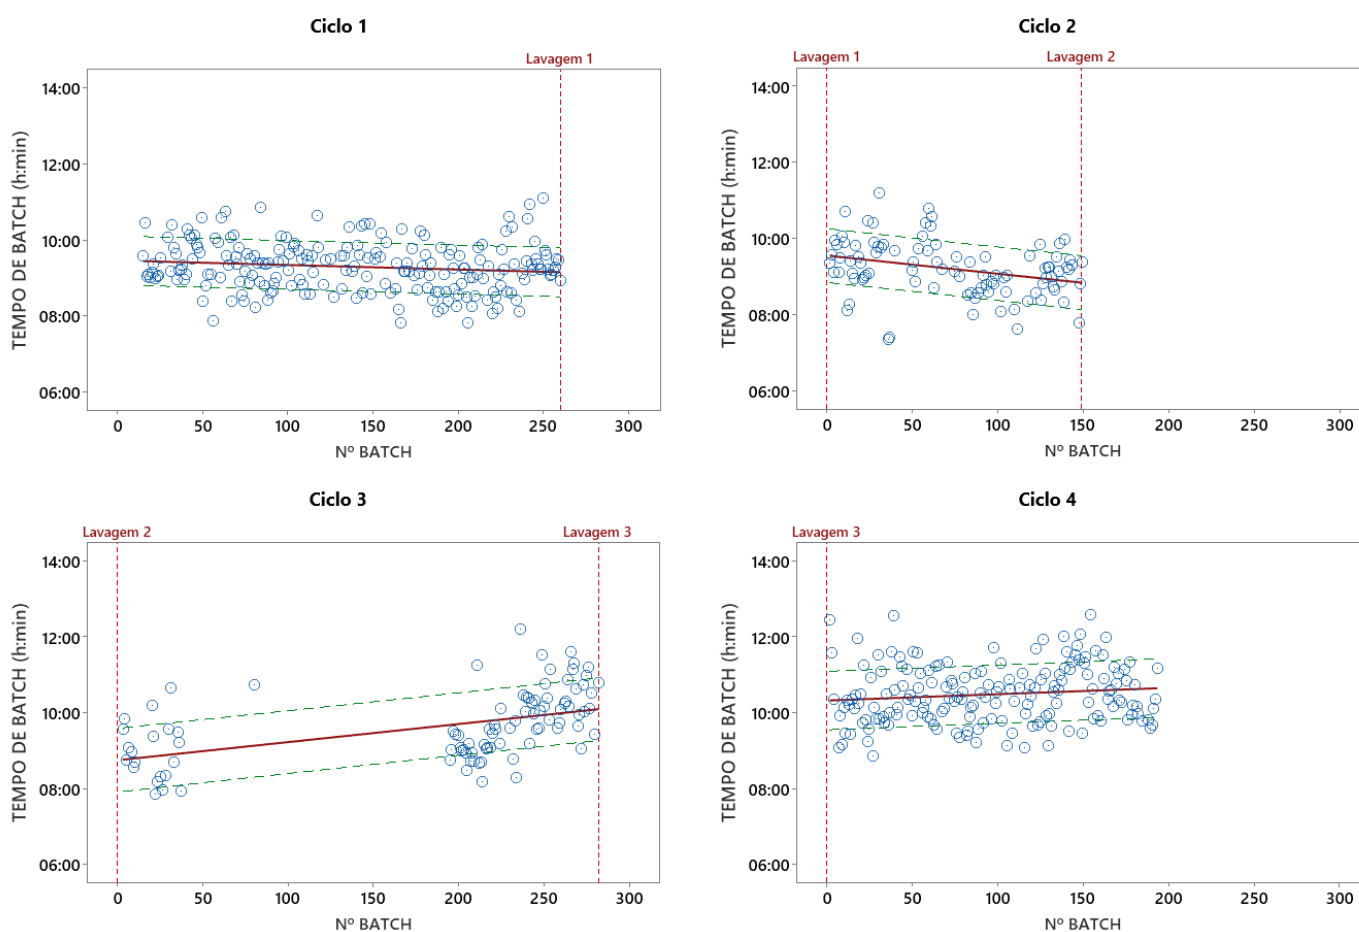 Ciclo 1
Lavagem 1
TEMPO DE BATCH (h:min)
14:00
12:00
10:00
08:00
06:00
0 50 100 150 200 250 300
Nº BATCH
Ciclo 2
Lavagem 1 Lavagem 2
TEMPO DE BATCH (h:min)
14:00
12:00
10:00
08:00
06:00
0 50 100 150 200 250 300
Nº BATCH
Ciclo 3
Lavagem 2 Lavagem 3
TEMPO DE BATCH (h:min)
14:00
12:00
10:00
08:00
06:00
0 50 100 150 200 250 300
Nº BATCH
Ciclo 4
Lavagem 3
TEMPO DE BATCH (h:min)
14:00
12:00
10:00
08:00
06:00
0 50 100 150 200 250 300
Nº BATCH